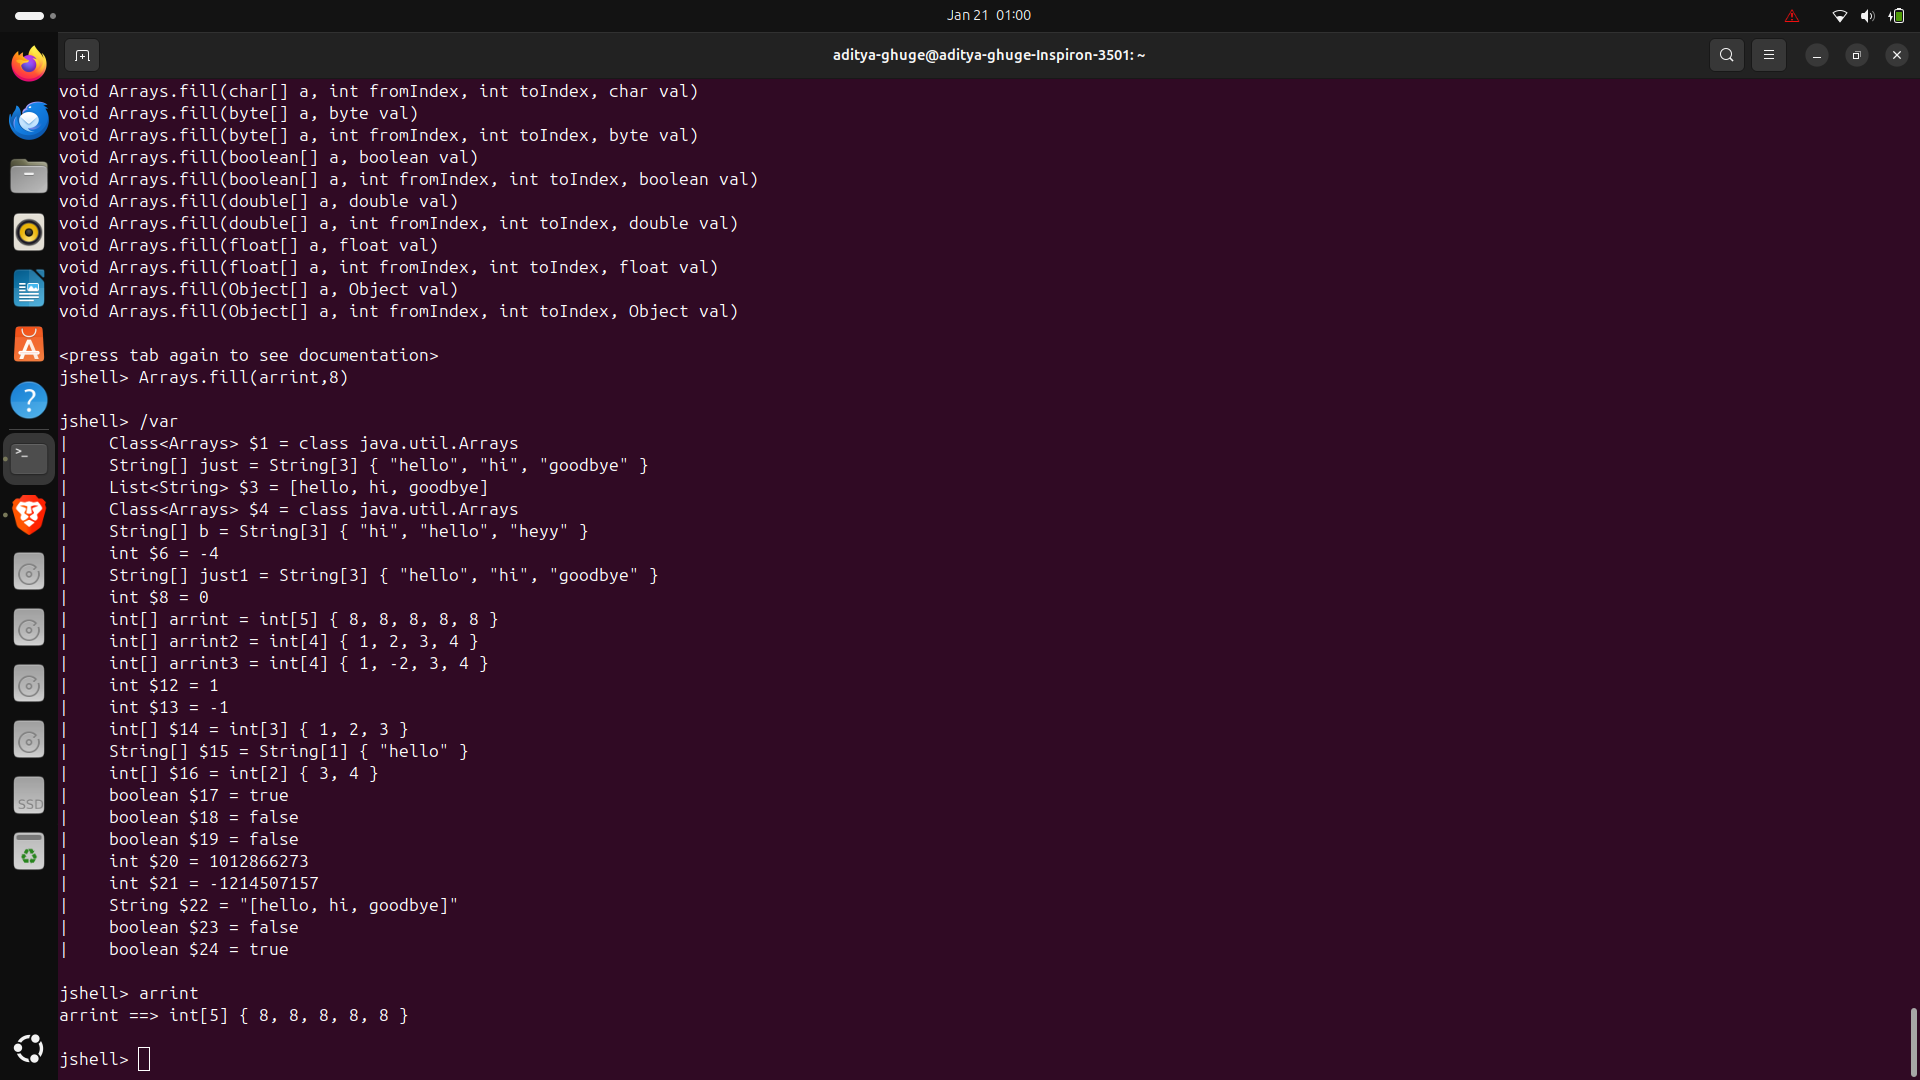 Jan 21 01:00
aditya-ghuge@aditya-ghuge-Inspiron-3501: ~
void Arrays.fill(char[] a, int fromIndex, int toIndex, char val)
void Arrays.fill(byte[] a, byte val)
void Arrays.fill(byte[] a, int fromIndex, int toIndex, byte val)
void Arrays.fill(boolean[] a, boolean val)
void Arrays.fill(boolean[] a, int fromIndex, int toIndex, boolean val)
void Arrays.fill(double[] a, double val)
void Arrays.fill(double[] a, int fromIndex, int toIndex, double val)
void Arrays.fill(float[] a, float val)
void Arrays.fill(float[] a, int fromIndex, int toIndex, float val)
void Arrays.fill(Object[] a, Object val)
void Arrays.fill(Object[] a, int fromIndex, int toIndex, Object val)
<press tab again to see documentation>
jshell> Arrays.fill(arrint,8)
jshell> /var
|    Class<Arrays> $1 = class java.util.Arrays
|    String[] just = String[3] { "hello", "hi", "goodbye" }
|    List<String> $3 = [hello, hi, goodbye]
|    Class<Arrays> $4 = class java.util.Arrays
|    String[] b = String[3] { "hi", "hello", "heyy" }
|    int $6 = -4
|    String[] just1 = String[3] { "hello", "hi", "goodbye" }
|    int $8 = 0
|    int[] arrint = int[5] { 8, 8, 8, 8, 8 }
|    int[] arrint2 = int[4] { 1, 2, 3, 4 }
|    int[] arrint3 = int[4] { 1, -2, 3, 4 }
|    int $12 = 1
|    int $13 = -1
|    int[] $14 = int[3] { 1, 2, 3 }
|    String[] $15 = String[1] { "hello" }
|    int[] $16 = int[2] { 3, 4 }
|    boolean $17 = true
|    boolean $18 = false
|    boolean $19 = false
|    int $20 = 1012866273
|    int $21 = -1214507157
|    String $22 = "[hello, hi, goodbye]"
|    boolean $23 = false
|    boolean $24 = true
jshell> arrint
arrint ==> int[5] { 8, 8, 8, 8, 8 }
jshell>
SSD